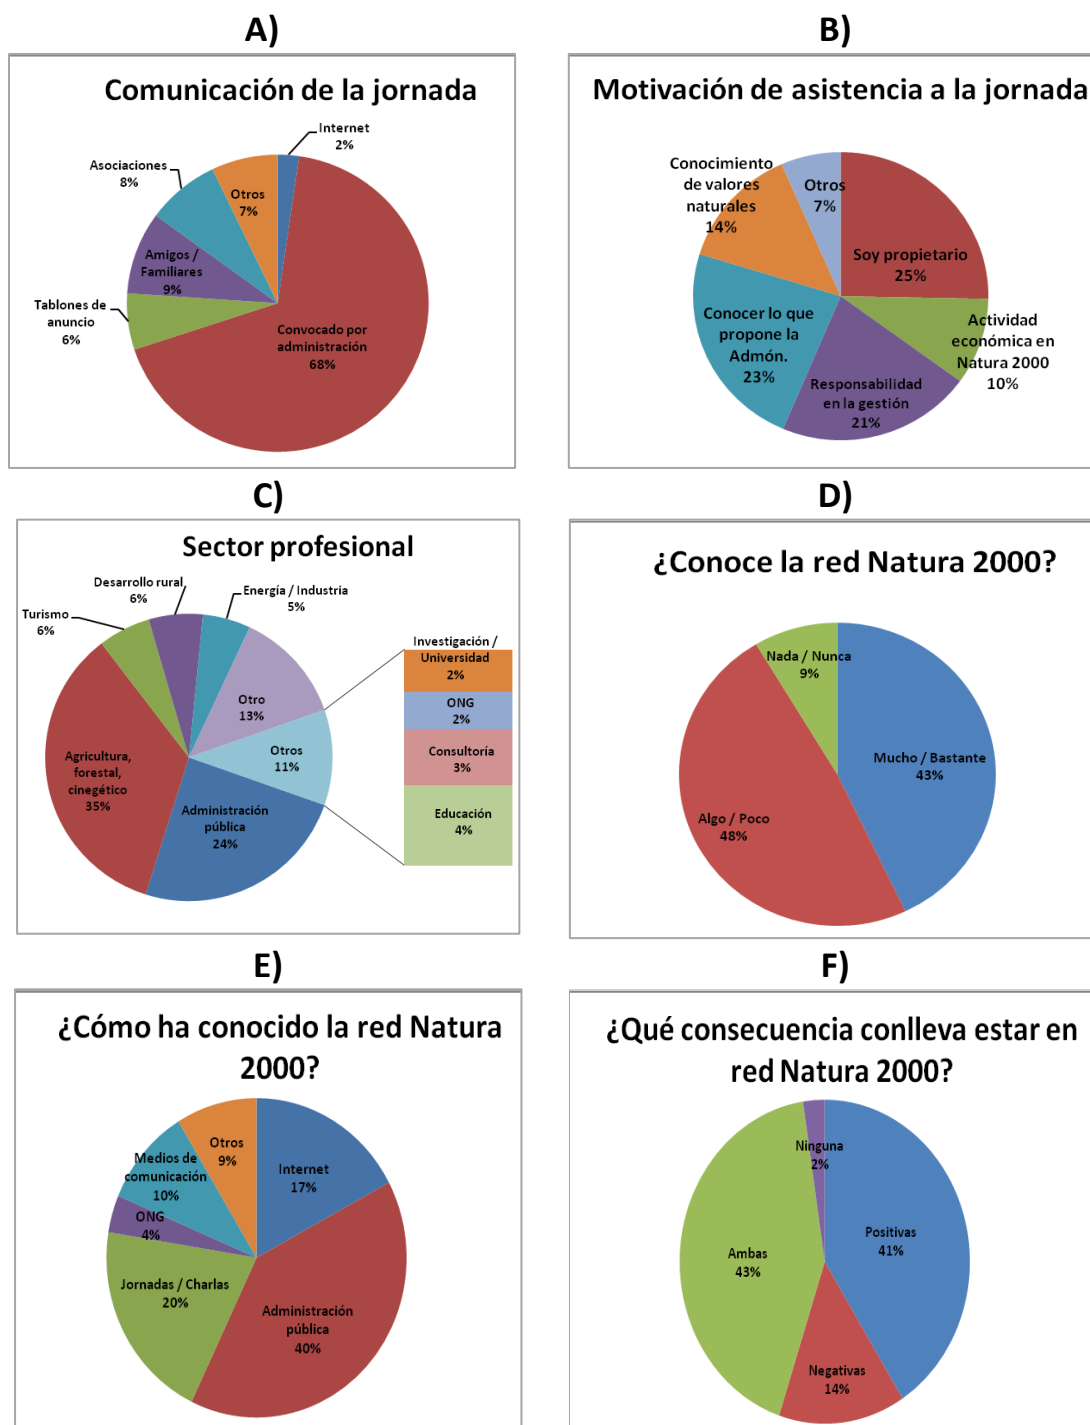 A)
Comunicación de la jornada
Internet
2%
Asociaciones
8%
Otros
7%
Amigos /
Familiares
9%
Tablones de
anuncio
6%
Convocado por
administración
68%
B)
Motivación de asistencia a la jornada
Conocimiento
de valores
naturales
14%
Otros
7%
Soy propietario
25%
Conocer lo que
propone la
Admón.
23%
Actividad
económica en
Natura 2000
10%
Responsabilidad
en la gestión
21%
C)
Sector profesional
Desarrollo rural
6%
Energía / Industria
5%
Turismo
6%
Otro
13%
Otros
11%
Agricultura,
forestal,
cinegético
35%
Administración
pública
24%
Investigación /
Universidad
2%
ONG
2%
Consultoría
3%
Educación
4%
D)
¿Conoce la red Natura 2000?
Nada / Nunca
9%
Mucho / Bastante
43%
Algo / Poco
48%
E)
¿Cómo ha conocido la red Natura
2000?
Otros
9%
Internet
17%
Medios de
comunicación
10%
ONG
4%
Jornadas / Charlas
20%
Administración
pública
40%
F)
¿Qué consecuencia conlleva estar en
red Natura 2000?
Ninguna
2%
Positivas
41%
Ambas
43%
Negativas
14%